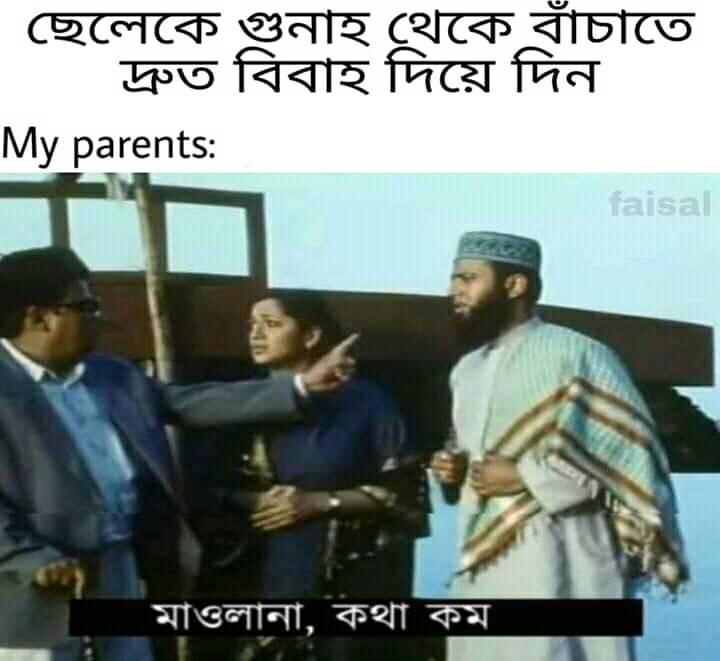 ছেলেকে গুনাহ থেকে বাঁচাতে
দ্রুত বিবাহ দিয়ে দিন
My parents:
faisal
মাওলানা, কথা কম